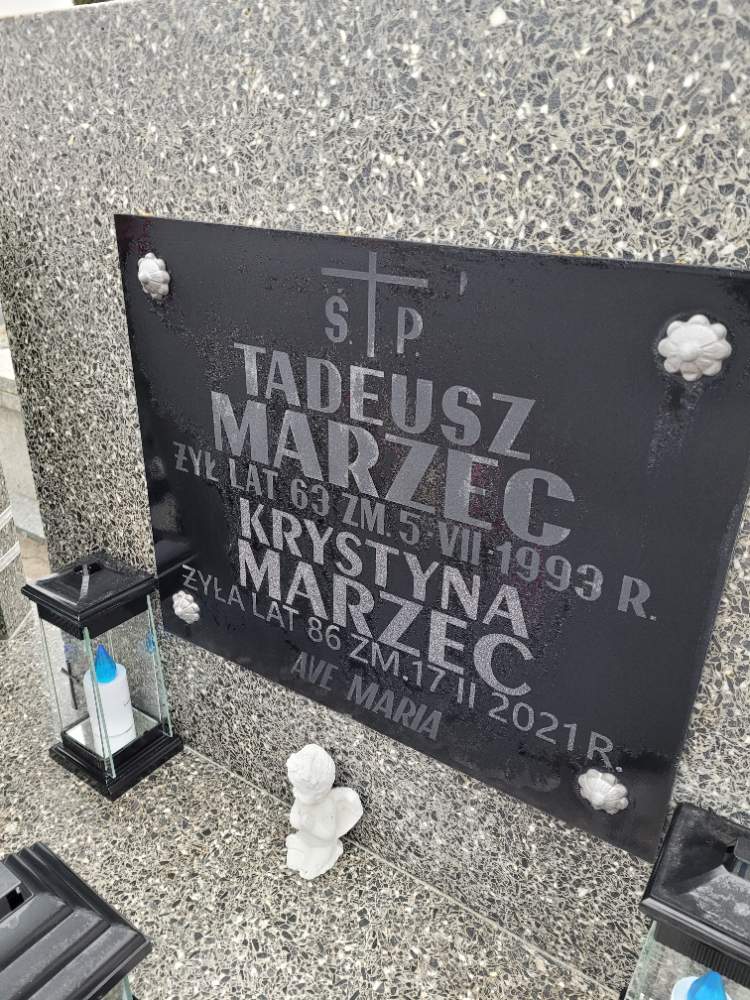 Ś. P.
TADEUSZ
MARZEC
ŻYŁ LAT 63 ZM. 5-VII-1993 R.
KRYSTYNA
MARZEC
ŻYŁA LAT 86 ZM. 17 II 2021 R.
AVE MARIA